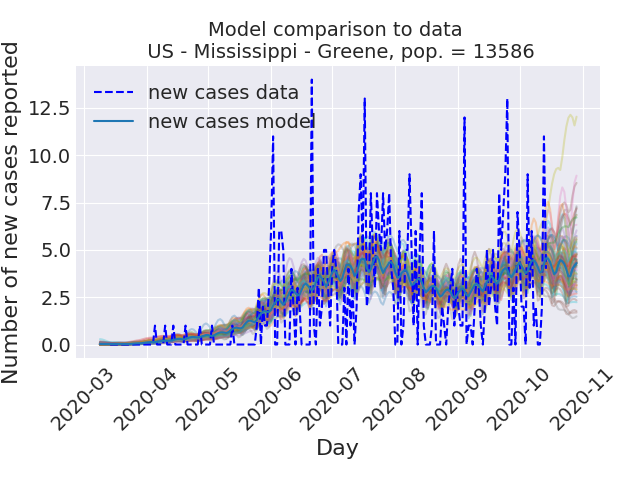 Model comparison to data
US - Mississippi - Greene, pop. = 13586
Number of new cases reported
12.5
10.0
7.5
5.0
2.5
0.0
new cases data
new cases model
2020-03
2020-04
2020-05
2020-06
2020-07
2020-08
2020-09
2020-10
2020-11
Day